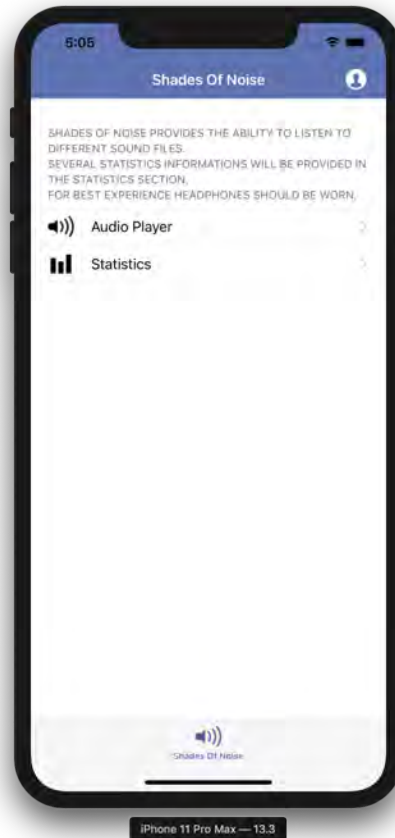 5:05
Shades Of Noise
SHADES OF NOISE PROVIDES THE ABILITY TO LISTEN TO
DIFFERENT SOUND FILES.
SEVERAL STATISTICS INFORMATIONS WILL BE PROVIDED IN
THE STATISTICS SECTION.
FOR BEST EXPERIENCE HEADPHONES SHOULD BE WORN.
Audio Player
Statistics
Shades Of Noise
iPhone 11 Pro Max — 13.3